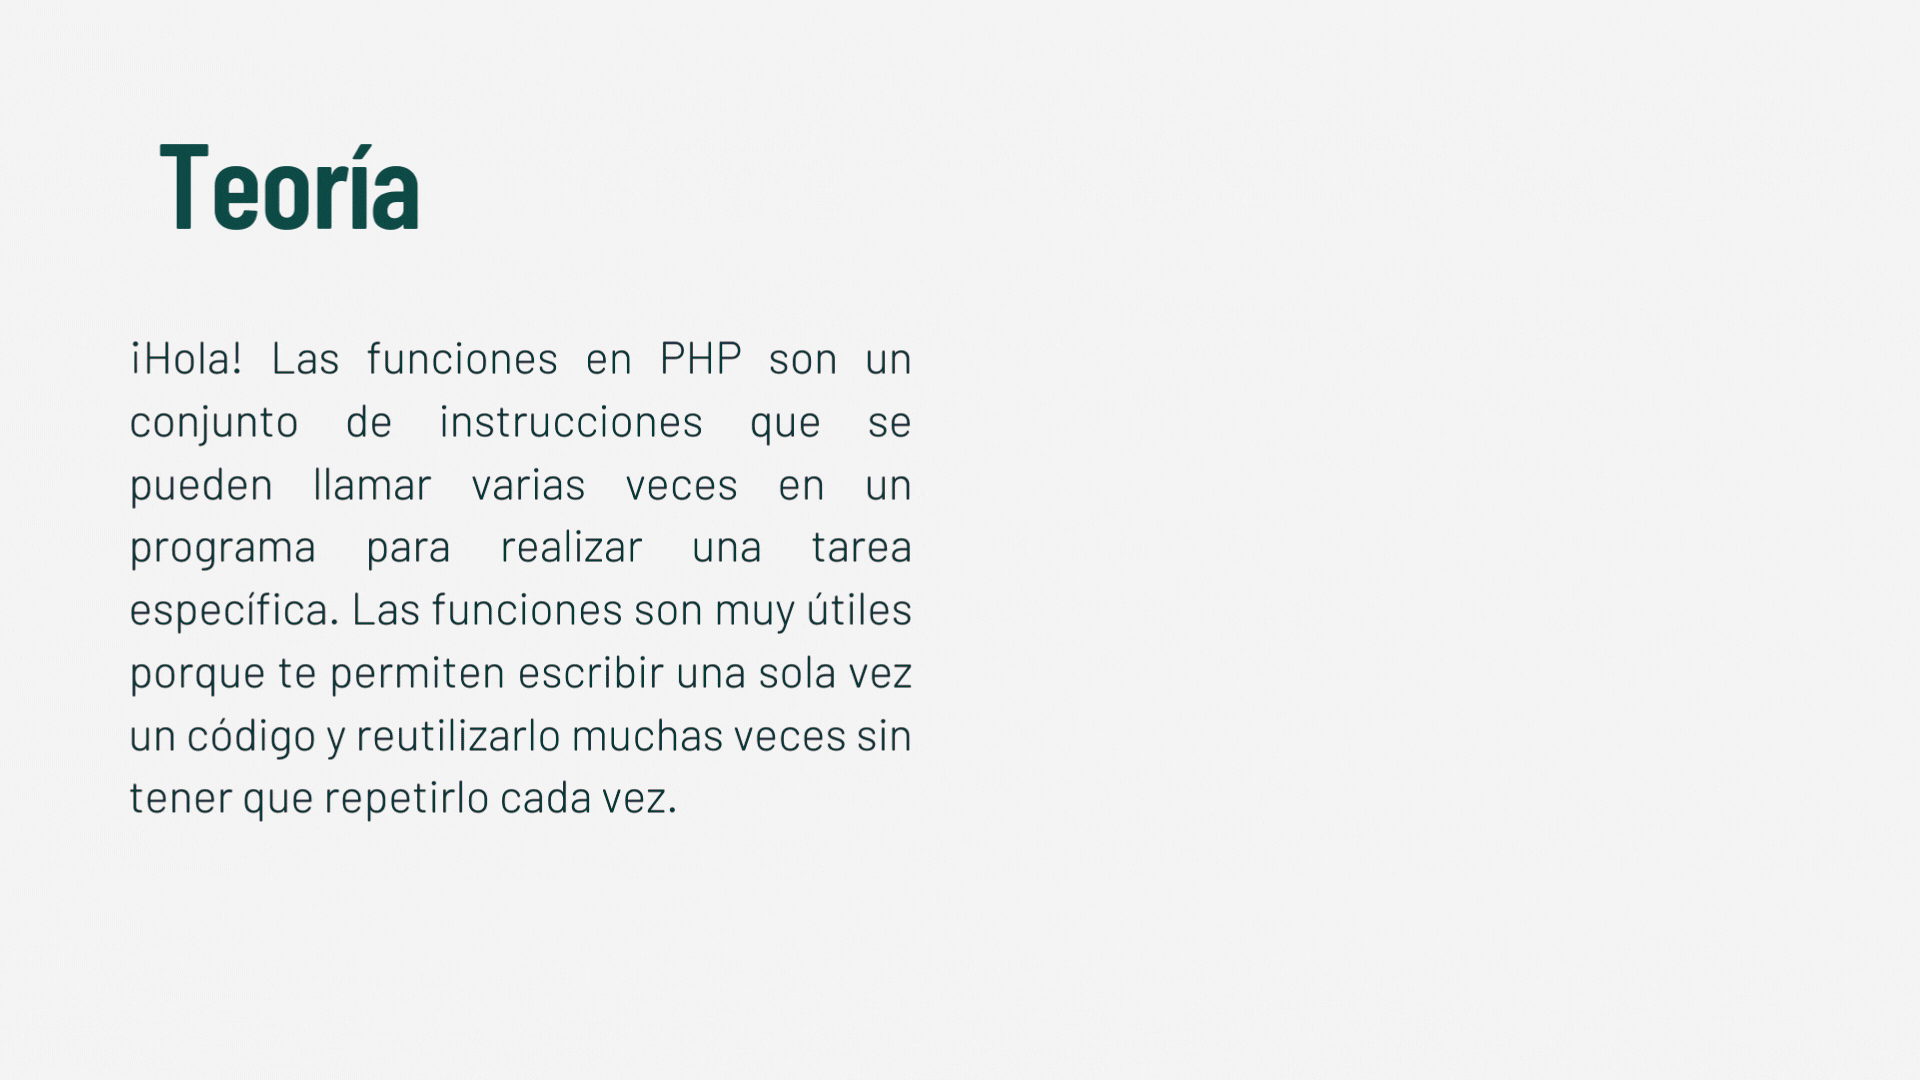 Teoría
¡Hola! Las funciones en PHP son un
conjunto de instrucciones que se
pueden llamar varias veces en un
programa para realizar una tarea
específica. Las funciones son muy útiles
porque te permiten escribir una sola vez
un código y reutilizarlo muchas veces sin
tener que repetirlo cada vez.